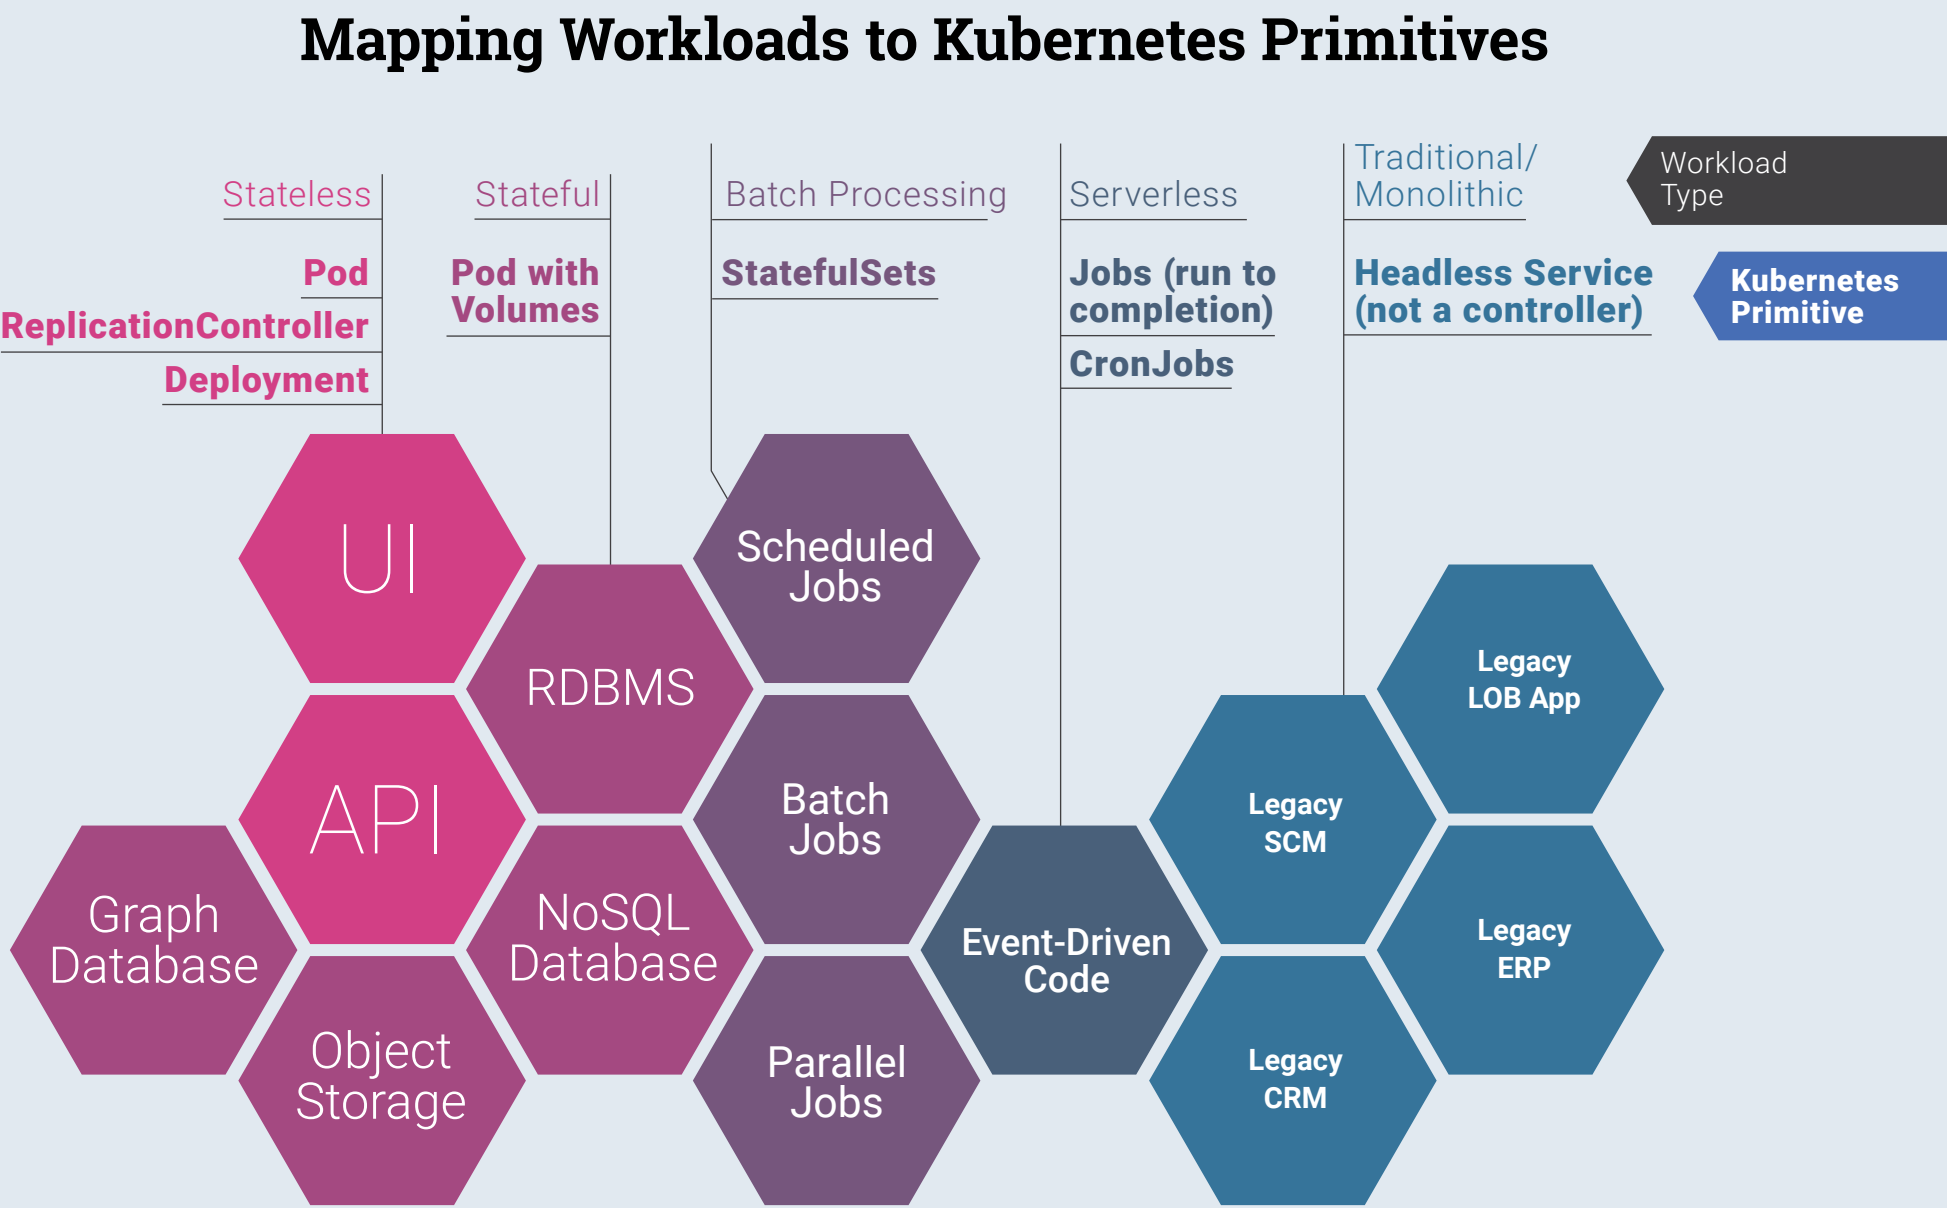 Mapping Workloads to Kubernetes Primitives
Stateless
Pod
ReplicationController
Deployment
Stateful
Pod with
Volumes
Batch Processing
StatefulSets
Serverless
Jobs (run to
completion)
CronJobs
Traditional/
Monolithic
Headless Service
(not a controller)
Workload
Type
Kubernetes
Primitive
UI
Scheduled
Jobs
RDBMS
Legacy
LOB App
API
Batch
Jobs
Legacy
SCM
Graph
Database
NoSQL
Database
Event-Driven
Code
Legacy
ERP
Object
Storage
Parallel
Jobs
Legacy
CRM